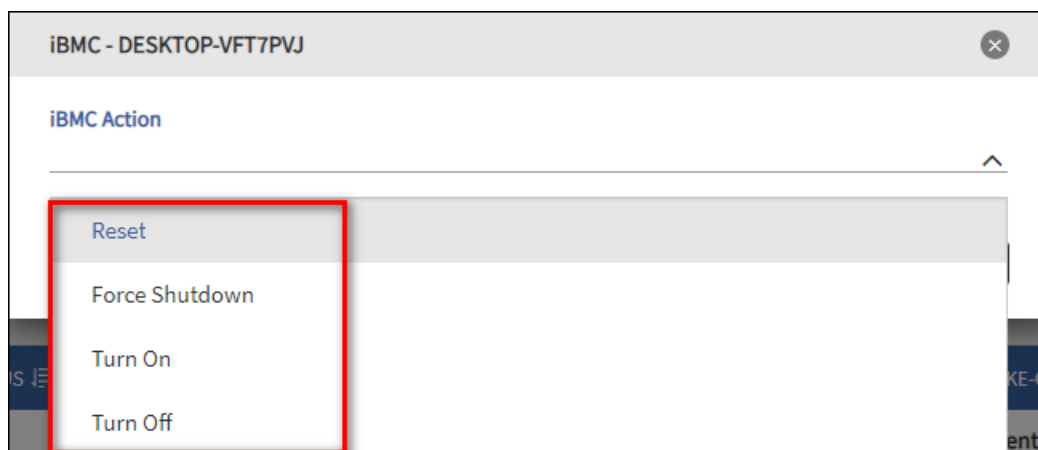 iBMC - DESKTOP-VFT7PVJ
iBMC Action
Reset
Force Shutdown
Turn On
Turn Off